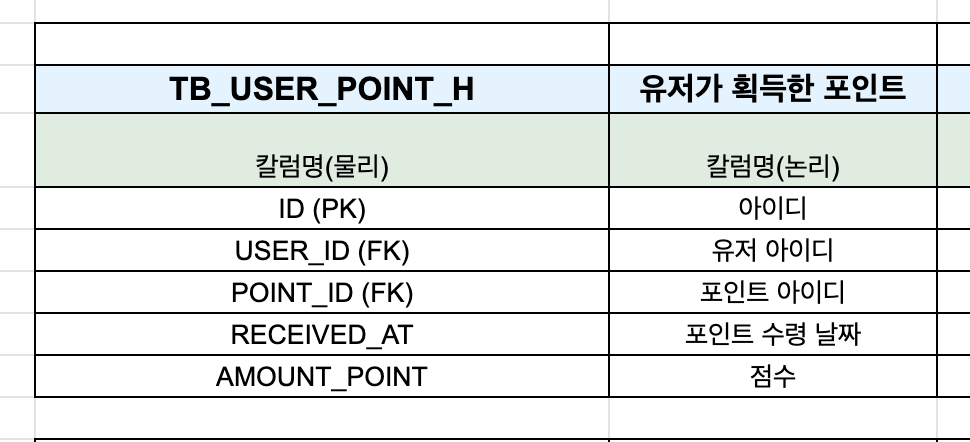 TB_USER_POINT_H 유저가 획득한 포인트
칼럼명(물리) 칼럼명(논리)
ID (PK) 아이디
USER_ID (FK) 유저 아이디
POINT_ID (FK) 포인트 아이디
RECEIVED_AT 포인트 수령 날짜
AMOUNT_POINT 점수